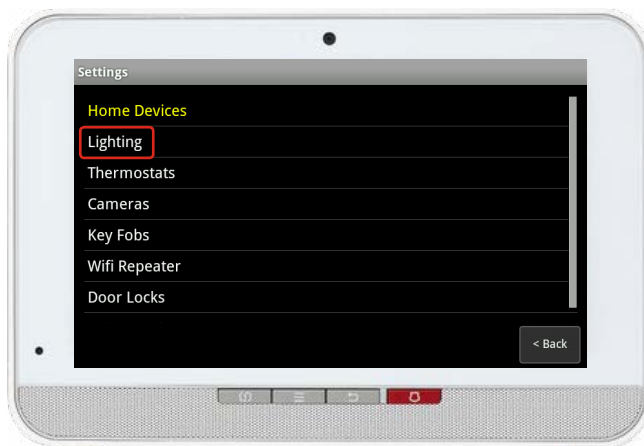 Settings
Home Devices
Lighting
Thermostats
Cameras
Key Fobs
Wifi Repeater
Door Locks
< Back